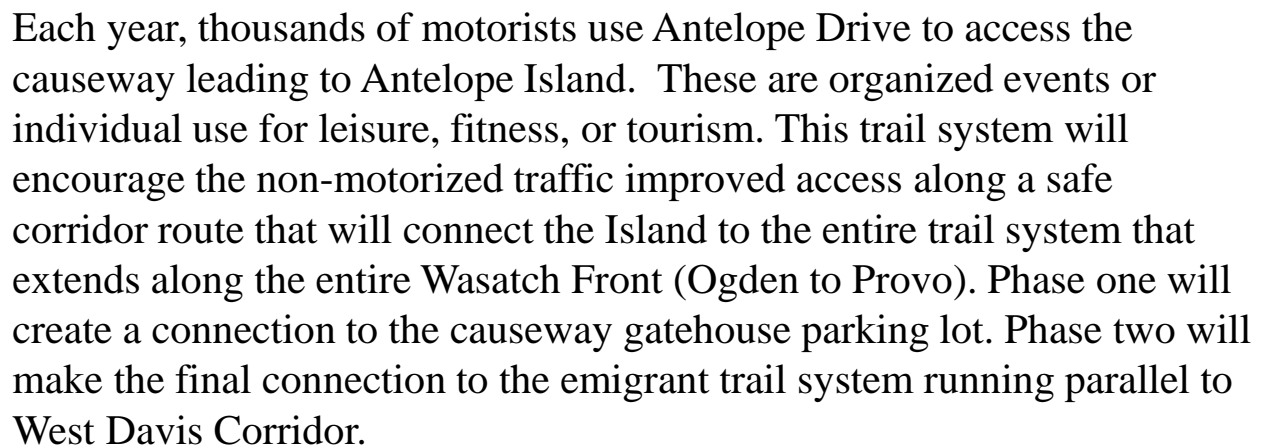 Each year, thousands of motorists use Antelope Drive to access the
causeway leading to Antelope Island.  These are organized events or
individual use for leisure, fitness, or tourism. This trail system will
encourage the non-motorized traffic improved access along a safe
corridor route that will connect the Island to the entire trail system that
extends along the entire Wasatch Front (Ogden to Provo). Phase one will
create a connection to the causeway gatehouse parking lot. Phase two will
make the final connection to the emigrant trail system running parallel to
West Davis Corridor.